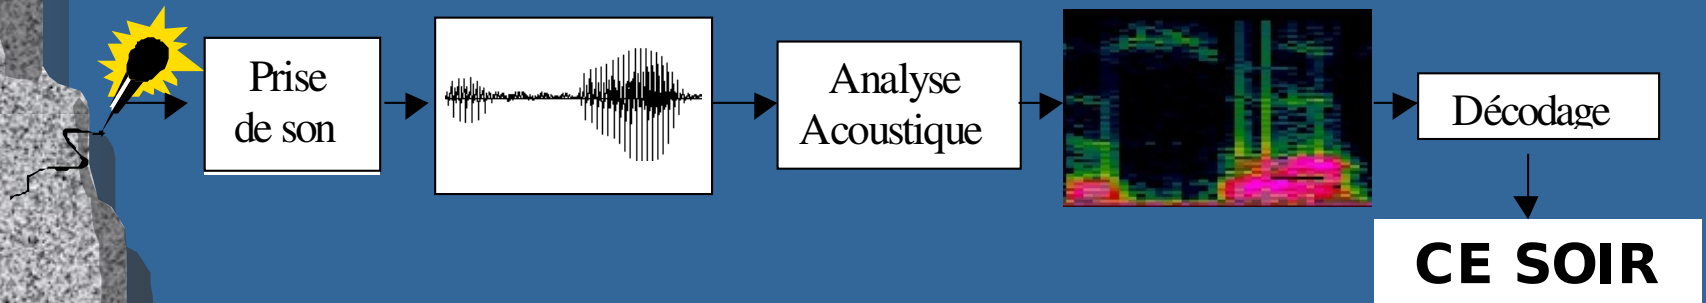 Prise
de son
Analyse
Acoustique
Décodage
CE SOIR